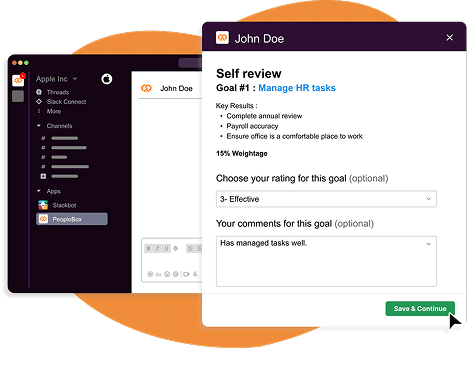 Apple Inc
Threads
Slack Connect
More
Channels
Apps
Slackbot
PeopleBox
John Doe
B I U
Aa
John Doe
Self review
Goal #1 : Manage HR tasks
Key Results :
• Complete annual review
• Payroll accuracy
• Ensure office is a comfortable place to work
15% Weightage
Choose your rating for this goal (optional)
3- Effective
Your comments for this goal (optional)
Has managed tasks well.
Save & Continue